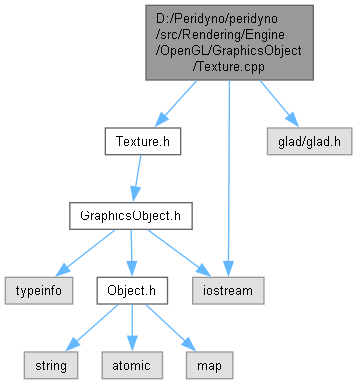 D:/Peridyno/peridyno
/src/Rendering/Engine
/OpenGL/GraphicsObject
/Texture.cpp
Texture.h
glad/glad.h
GraphicsObject.h
typeinfo
Object.h
iostream
string
atomic
map